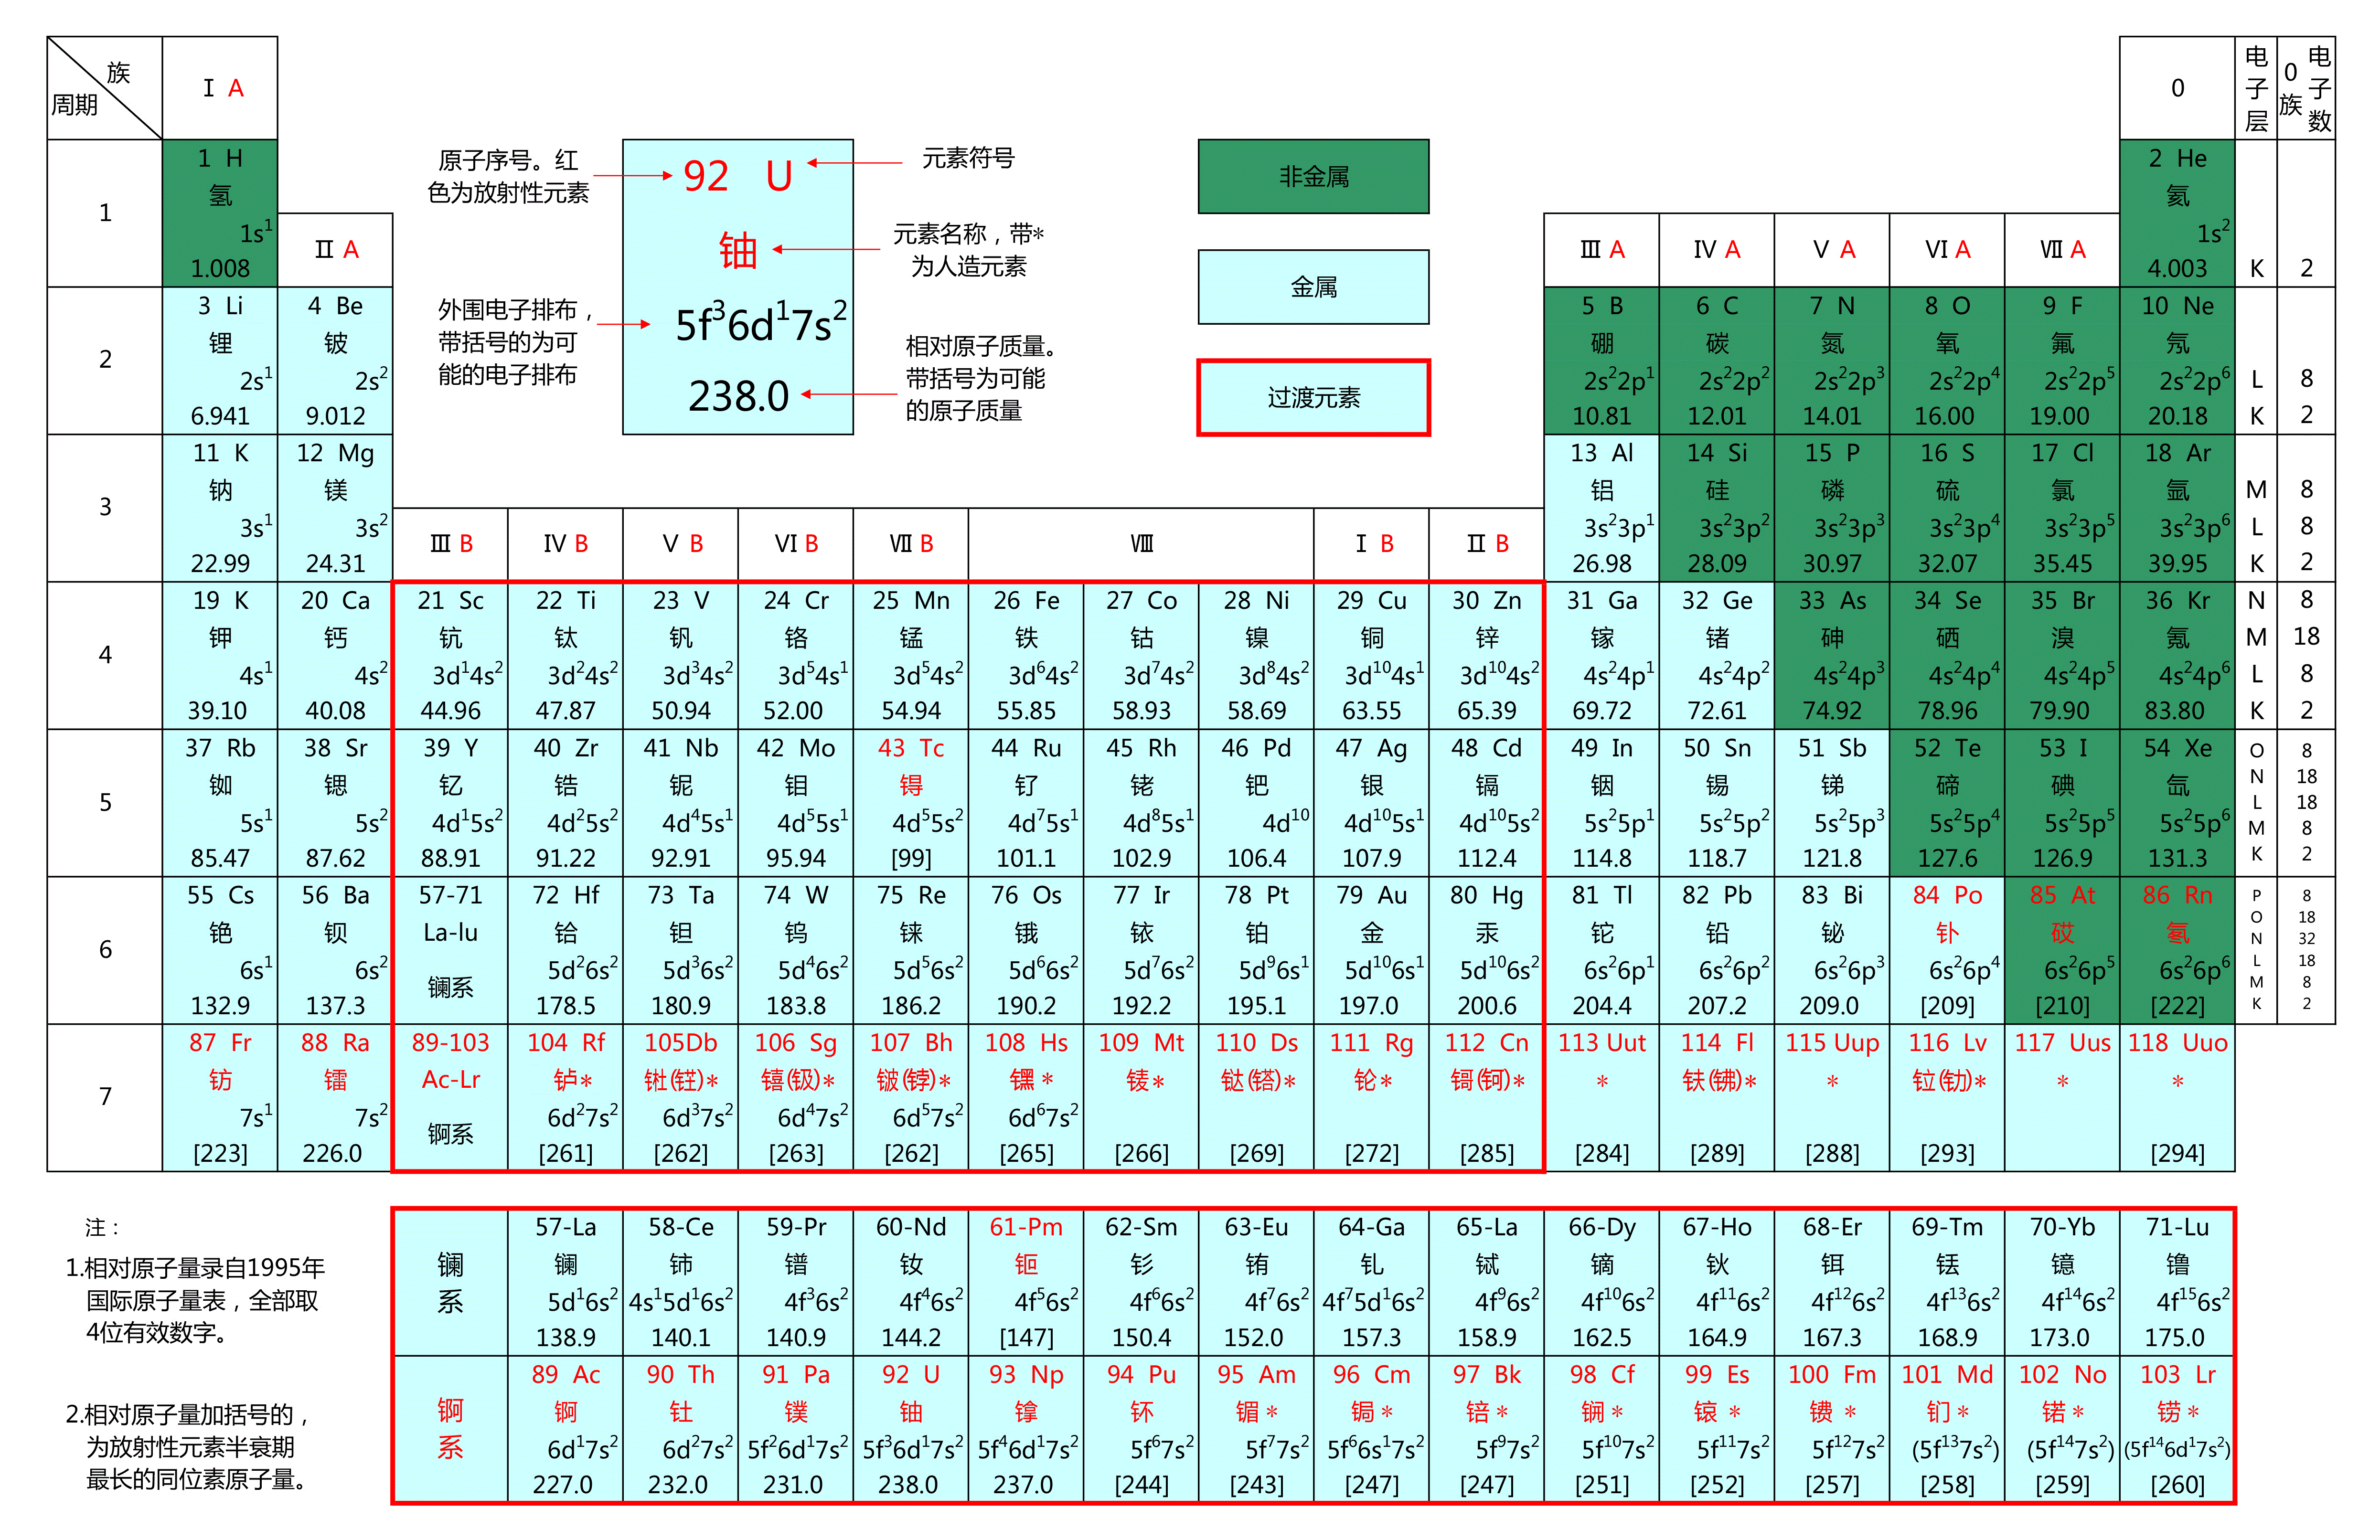 族
周期
Ⅰ A
0
电子层
0族
电子数
1
1 H
氢
1s¹
1.008
Ⅱ A
原子序号。红
色为放射性元素
92 U
铀
5f³6d¹7s²
238.0
元素符号
元素名称，带*
为人造元素
外围电子排布，
带括号的为可
能的电子排布
相对原子质量。
带括号为可能
的原子质量
非金属
金属
过渡元素
Ⅲ A
Ⅳ A
Ⅴ A
Ⅵ A
Ⅶ A
2 He
氦
1s²
4.003
K
2
2
3 Li
锂
2s¹
6.941
4 Be
铍
2s²
9.012
5 B
硼
2s²2p¹
10.81
6 C
碳
2s²2p²
12.01
7 N
氮
2s²2p³
14.01
8 O
氧
2s²2p⁴
16.00
9 F
氟
2s²2p⁵
19.00
10 Ne
氖
2s²2p⁶
20.18
L 8
K 2
3
11 K
钠
3s¹
22.99
12 Mg
镁
3s²
24.31
Ⅲ B
Ⅳ B
Ⅴ B
Ⅵ B
Ⅶ B
Ⅷ
Ⅰ B
Ⅱ B
13 Al
铝
3s²3p¹
26.98
14 Si
硅
3s²3p²
28.09
15 P
磷
3s²3p³
30.97
16 S
硫
3s²3p⁴
32.07
17 Cl
氯
3s²3p⁵
35.45
18 Ar
氩
3s²3p⁶
39.95
M 8
L 8
K 2
4
19 K
钾
4s¹
39.10
20 Ca
钙
4s²
40.08
21 Sc
钪
3d¹4s²
44.96
22 Ti
钛
3d²4s²
47.87
23 V
钒
3d³4s²
50.94
24 Cr
铬
3d⁵4s¹
52.00
25 Mn
锰
3d⁵4s²
54.94
26 Fe
铁
3d⁶4s²
55.85
27 Co
钴
3d⁷4s²
58.93
28 Ni
镍
3d⁸4s²
58.69
29 Cu
铜
3d¹⁰4s¹
63.55
30 Zn
锌
3d¹⁰4s²
65.39
31 Ga
镓
4s²4p¹
69.72
32 Ge
锗
4s²4p²
72.61
33 As
砷
4s²4p³
74.92
34 Se
硒
4s²4p⁴
78.96
35 Br
溴
4s²4p⁵
79.90
36 Kr
氪
4s²4p⁶
83.80
N 8
M 18
L 8
K 2
5
37 Rb
铷
5s¹
85.47
38 Sr
锶
5s²
87.62
39 Y
钇
4d¹5s²
88.91
40 Zr
锆
4d²5s²
91.22
41 Nb
铌
4d⁴5s¹
92.91
42 Mo
钼
4d⁵5s¹
95.94
43 Tc
锝
4d⁵5s²
[99]
44 Ru
钌
4d⁷5s¹
101.1
45 Rh
铑
4d⁸5s¹
102.9
46 Pd
钯
4d¹⁰
106.4
47 Ag
银
4d¹⁰5s¹
107.9
48 Cd
镉
4d¹⁰5s²
112.4
49 In
铟
5s²5p¹
114.8
50 Sn
锡
5s²5p²
118.7
51 Sb
锑
5s²5p³
121.8
52 Te
碲
5s²5p⁴
127.6
53 I
碘
5s²5p⁵
126.9
54 Xe
氙
5s²5p⁶
131.3
O 8
N 18
L 18
M 8
K 2
6
55 Cs
铯
6s¹
132.9
56 Ba
钡
6s²
137.3
57-71
La-lu
镧系
72 Hf
铪
5d²6s²
178.5
73 Ta
钽
5d³6s²
180.9
74 W
钨
5d⁴6s²
183.8
75 Re
铼
5d⁵6s²
186.2
76 Os
锇
5d⁶6s²
190.2
77 Ir
铱
5d⁷6s²
192.2
78 Pt
铂
5d⁹6s¹
195.1
79 Au
金
5d¹⁰6s¹
197.0
80 Hg
汞
5d¹⁰6s²
200.6
81 Tl
铊
6s²6p¹
204.4
82 Pb
铅
6s²6p²
207.2
83 Bi
铋
6s²6p³
209.0
84 Po
钋
6s²6p⁴
[209]
85 At
砹
6s²6p⁵
[210]
86 Rn
氡
6s²6p⁶
[222]
P 8
O 18
N 32
L 18
M 8
K 2
7
87 Fr
钫
7s¹
[223]
88 Ra
镭
7s²
226.0
89-103
Ac-Lr
锕系
104 Rf
𬬻*
6d²7s²
[261]
105Db
6d³7s²
[262]
106 Sg
6d⁴7s²
[263]
107 Bh
6d⁵7s²
[262]
108 Hs
𬭶*
6d⁶7s²
[265]
109 Mt
鿏*
[266]
110 Ds
[269]
111 Rg
𬬭*
[272]
112 Cn
[285]
113 Uut
*
[284]
114 Fl
[289]
115 Uup
*
[288]
116 Lv
[293]
117 Uus
*
118 Uuo
*
[294]
注：
1.相对原子量录自1995年
国际原子量表，全部取
4位有效数字。
2.相对原子量加括号的，
为放射性元素半衰期
最长的同位素原子量。
镧系
57-La
镧
5d¹6s²
138.9
58-Ce
铈
4s¹5d¹6s²
140.1
59-Pr
镨
4f³6s²
140.9
60-Nd
钕
4f⁴6s²
144.2
61-Pm
钷
4f⁵6s²
[147]
62-Sm
钐
4f⁶6s²
150.4
63-Eu
铕
4f⁷6s²
152.0
64-Ga
钆
4f⁷5d¹6s²
157.3
65-La
铽
4f⁹6s²
158.9
66-Dy
镝
4f¹⁰6s²
162.5
67-Ho
钬
4f¹¹6s²
164.9
68-Er
铒
4f¹²6s²
167.3
69-Tm
铥
4f¹³6s²
168.9
70-Yb
镱
4f¹⁴6s²
173.0
71-Lu
镥
4f¹⁵6s²
175.0
锕系
89 Ac
锕
6d¹7s²
227.0
90 Th
钍
6d²7s²
232.0
91 Pa
镤
5f²6d¹7s²
231.0
92 U
铀
5f³6d¹7s²
238.0
93 Np
镎
5f⁴6d¹7s²
237.0
94 Pu
钚
5f⁶7s²
[244]
95 Am
镅*
5f⁷7s²
[243]
96 Cm
锔*
5f⁶6s¹7s²
[247]
97 Bk
锫*
5f⁹7s²
[247]
98 Cf
锎*
5f¹⁰7s²
[251]
99 Es
锿*
5f¹¹7s²
[252]
100 Fm
镄*
5f¹²7s²
[257]
101 Md
钔*
(5f¹³7s²)
[258]
102 No
锘*
(5f¹⁴7s²)
[259]
103 Lr
铹*
(5f¹⁴6d¹7s²)
[260]